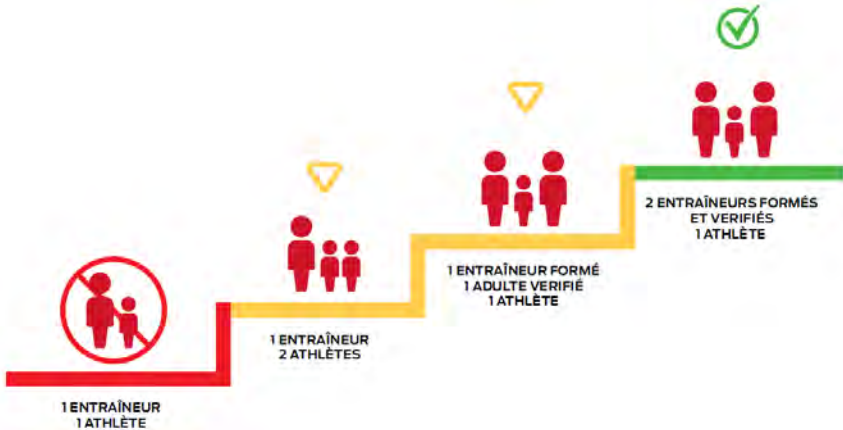 1 ENTRAÎNEUR
1 ATHLÈTE
1 ENTRAÎNEUR
2 ATHLÈTES
1 ENTRAÎNEUR FORMÉ
1 ADULTE VERIFIÉ
1 ATHLÈTE
2 ENTRAÎNEURS FORMÉS
ET VERIFIÉS
1 ATHLÈTE